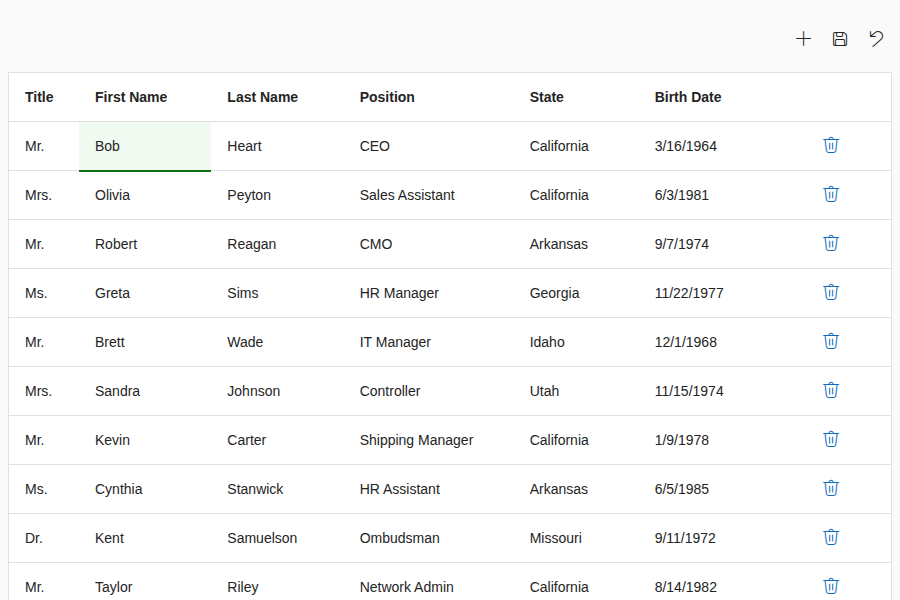 Title First Name Last Name Position State Birth Date
Mr. Bob Heart CEO California 3/16/1964
Mrs. Olivia Peyton Sales Assistant California 6/3/1981
Mr. Robert Reagan CMO Arkansas 9/7/1974
Ms. Greta Sims HR Manager Georgia 11/22/1977
Mr. Brett Wade IT Manager Idaho 12/1/1968
Mrs. Sandra Johnson Controller Utah 11/15/1974
Mr. Kevin Carter Shipping Manager California 1/9/1978
Ms. Cynthia Stanwick HR Assistant Arkansas 6/5/1985
Dr. Kent Samuelson Ombudsman Missouri 9/11/1972
Mr. Taylor Riley Network Admin California 8/14/1982